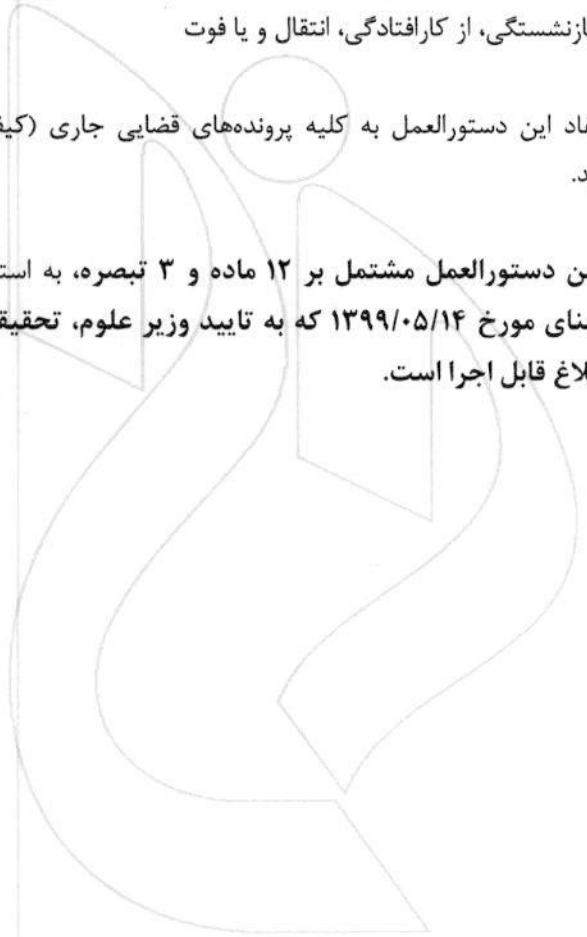 ازنشستگی، از کارافتادگی، انتقال و یا فوت
اد این دستورالعمل به کلیه پرونده‌های قضایی جاری (کیف
د.
ن دستورالعمل مشتمل بر ۱۲ ماده و ۳ تبصره، به است
نای مورخ ۱۳۹۹/۰۵/۱۴ که به تایید وزیر علوم، تحقیق
لاغ قابل اجرا است.